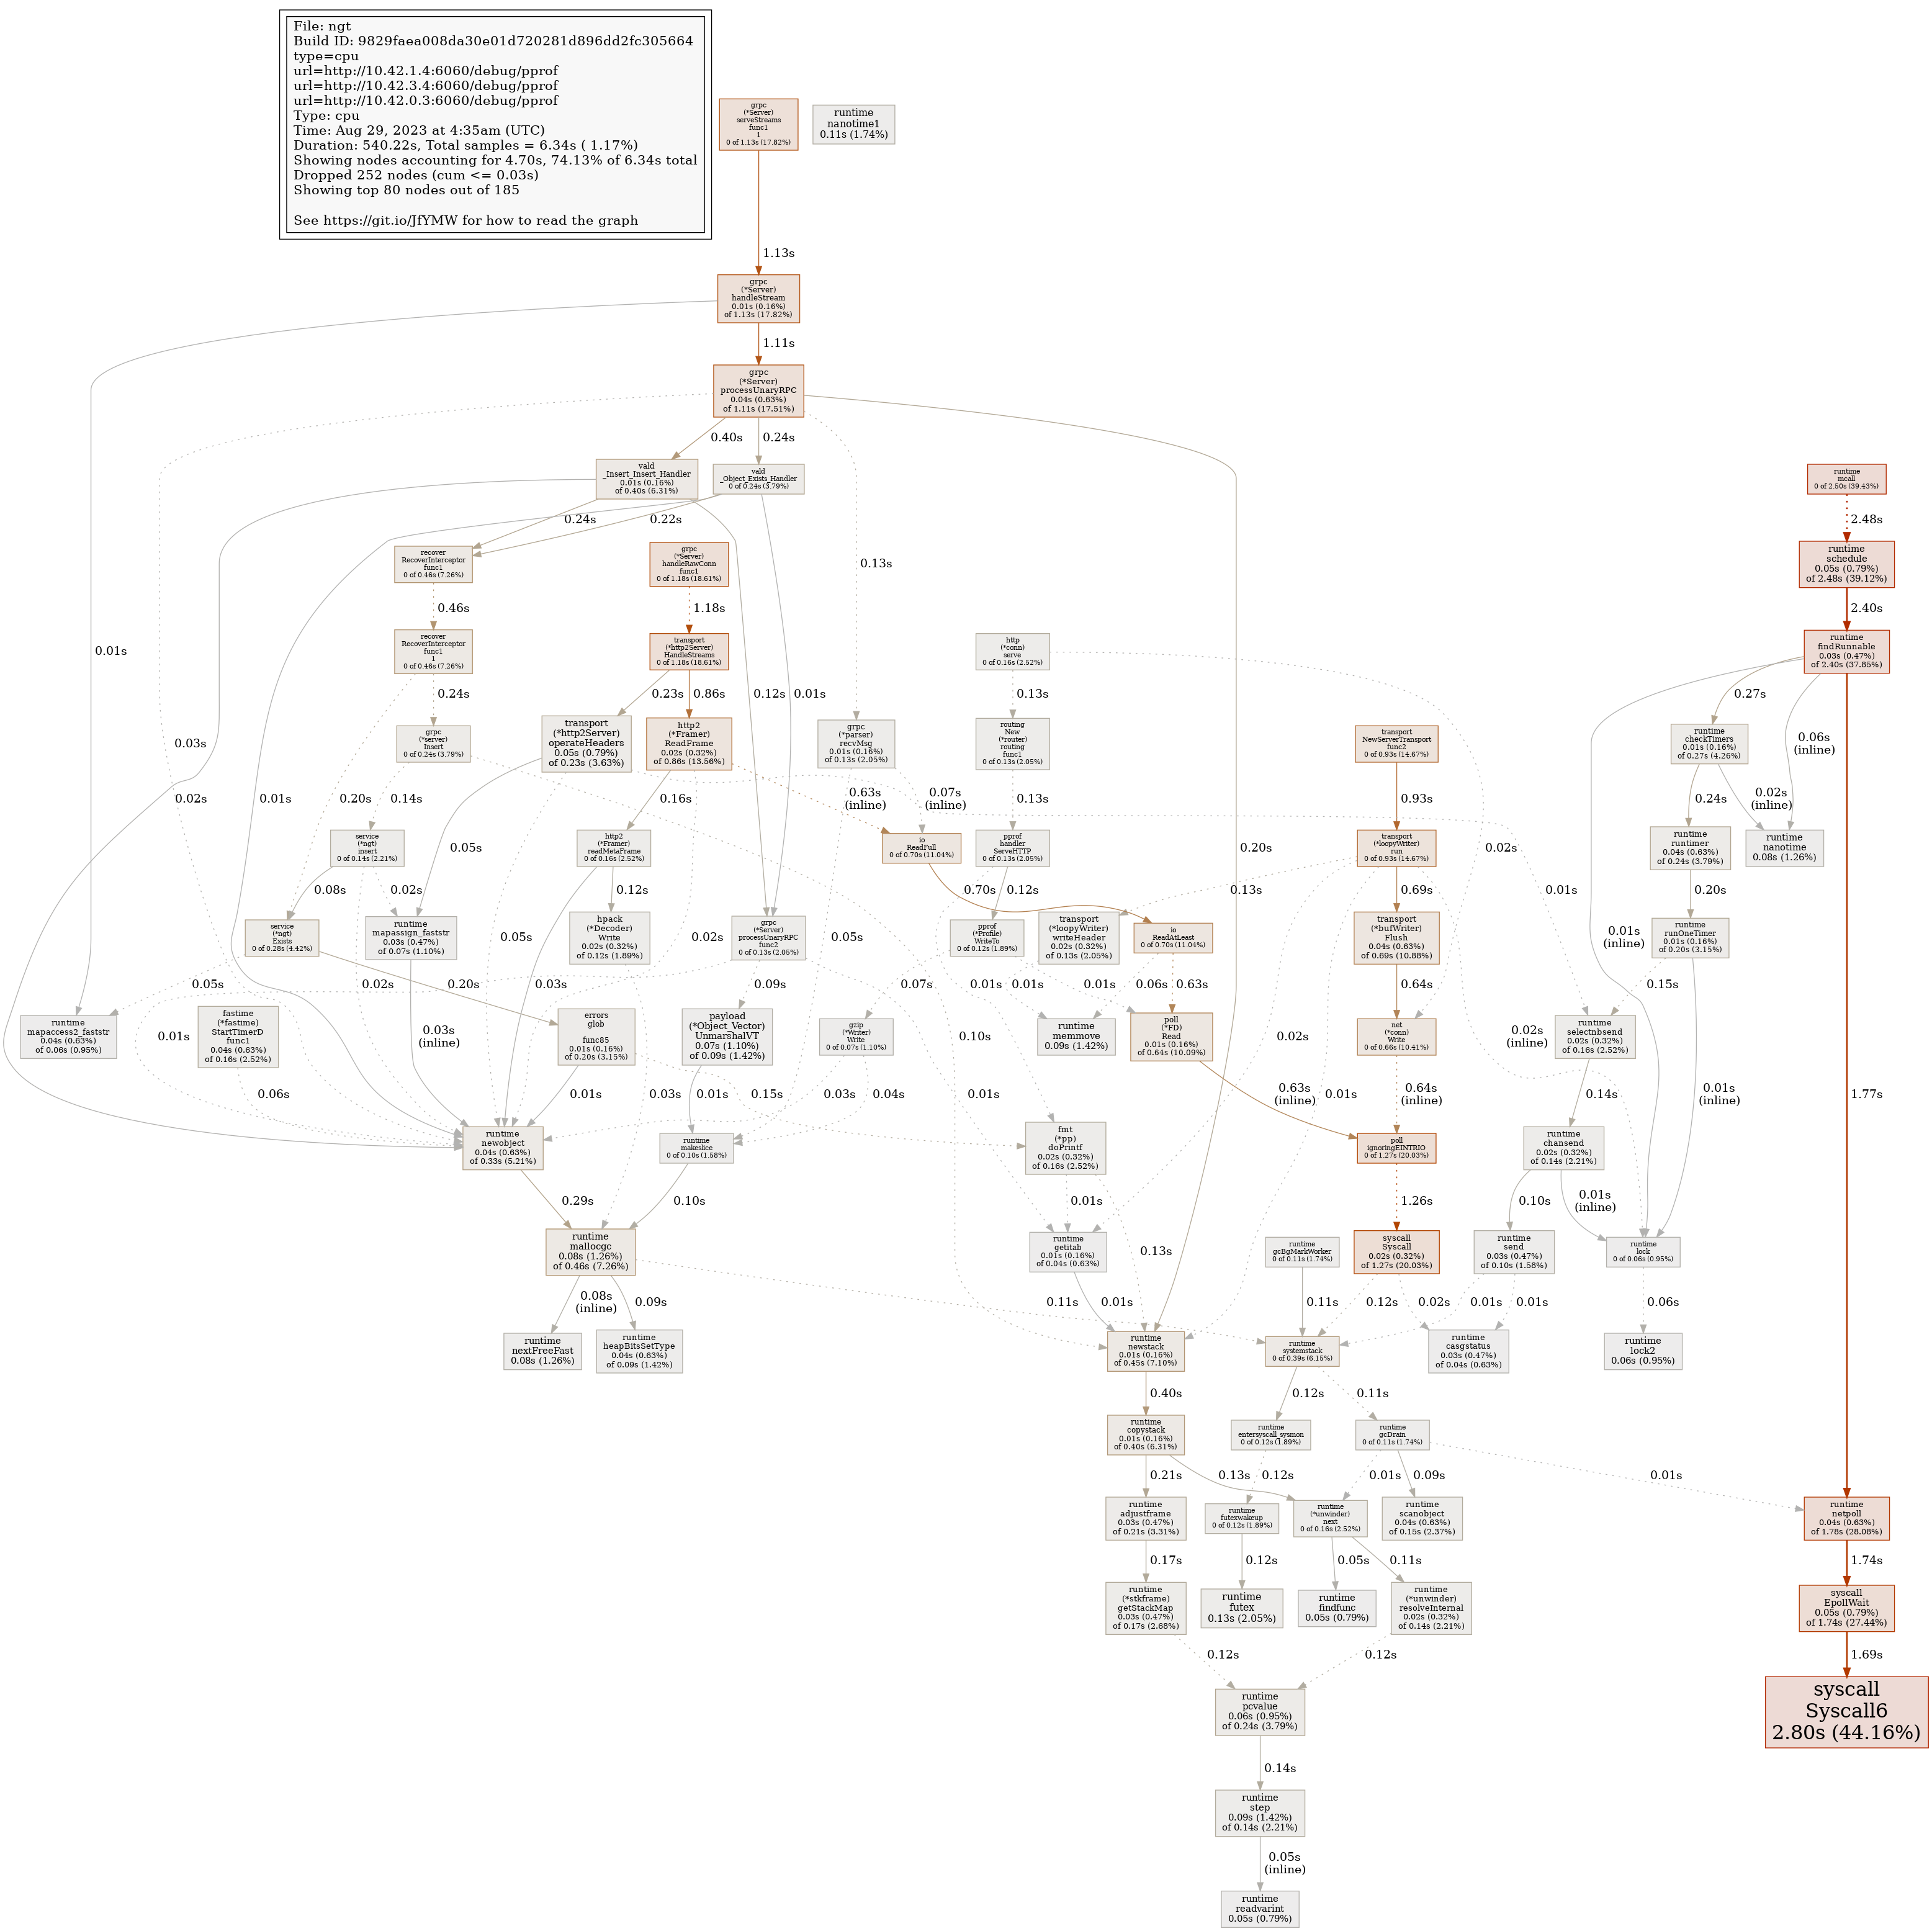 File: ngt
Build ID: 9829faea008da30e01d720281d896dd2fc305664
type=cpu
url=http://10.42.1.4:6060/debug/pprof
url=http://10.42.3.4:6060/debug/pprof
url=http://10.42.0.3:6060/debug/pprof
Type: cpu
Time: Aug 29, 2023 at 4:35am (UTC)
Duration: 540.22s, Total samples = 6.34s ( 1.17%)
Showing nodes accounting for 4.70s, 74.13% of 6.34s total
Dropped 252 nodes (cum <= 0.03s)
Showing top 80 nodes out of 185
See https://git.io/JfYMW for how to read the graph
grpc
(*Server)
serveStreams
func1
1
0 of 1.13s (17.82%)
runtime
nanotime1
0.11s (1.74%)
1.13s
grpc
(*Server)
handleStream
0.01s (0.16%)
of 1.13s (17.82%)
1.11s
grpc
(*Server)
processUnaryRPC
0.04s (0.63%)
of 1.11s (17.51%)
0.40s
0.24s
vald
_Insert_Insert_Handler
0.01s (0.16%)
of 0.40s (6.31%)
vald
_Object_Exists_Handler
0 of 0.24s (3.79%)
runtime
mcall
0 of 2.50s (39.43%)
0.24s
0.22s
2.48s
recover
RecoverInterceptor
func1
0 of 0.46s (7.26%)
grpc
(*Server)
handleRawConn
func1
0 of 1.18s (18.61%)
0.13s
runtime
schedule
0.05s (0.79%)
of 2.48s (39.12%)
0.46s
1.18s
2.40s
0.01s
recover
RecoverInterceptor
func1
1
0 of 0.46s (7.26%)
transport
(*http2Server)
HandleStreams
0 of 1.18s (18.61%)
http
(*conn)
serve
0 of 0.16s (2.52%)
runtime
findRunnable
0.03s (0.47%)
of 2.40s (37.85%)
0.24s
0.23s
0.86s
0.12s
0.01s
0.13s
0.27s
0.03s
grpc
(*server)
Insert
0 of 0.24s (3.79%)
transport
(*http2Server)
operateHeaders
0.05s (0.79%)
of 0.23s (3.63%)
http2
(*Framer)
ReadFrame
0.02s (0.32%)
of 0.86s (13.56%)
grpc
(*parser)
recvMsg
0.01s (0.16%)
of 0.13s (2.05%)
routing
New
(*router)
routing
func1
0 of 0.13s (2.05%)
transport
NewServerTransport
func2
0 of 0.93s (14.67%)
runtime
checkTimers
0.01s (0.16%)
of 0.27s (4.26%)
0.06s
(inline)
0.02s
0.01s
0.20s
0.14s
0.16s
0.63s
(inline)
0.07s
(inline)
0.13s
0.93s
0.24s
0.02s
(inline)
service
(*ngt)
insert
0 of 0.14s (2.21%)
0.05s
http2
(*Framer)
readMetaFrame
0 of 0.16s (2.52%)
io
ReadFull
0 of 0.70s (11.04%)
pprof
handler
ServeHTTP
0 of 0.13s (2.05%)
0.20s
transport
(*loopyWriter)
run
0 of 0.93s (14.67%)
0.02s
runtime
runtimer
0.04s (0.63%)
of 0.24s (3.79%)
runtime
nanotime
0.08s (1.26%)
0.08s
0.02s
0.12s
0.70s
0.12s
0.13s
0.69s
0.01s
0.20s
service
(*ngt)
Exists
0 of 0.28s (4.42%)
runtime
mapassign_faststr
0.03s (0.47%)
of 0.07s (1.10%)
0.05s
hpack
(*Decoder)
Write
0.02s (0.32%)
of 0.12s (1.89%)
0.02s
grpc
(*Server)
processUnaryRPC
func2
0 of 0.13s (2.05%)
0.05s
pprof
(*Profile)
WriteTo
0 of 0.12s (1.89%)
transport
(*loopyWriter)
writeHeader
0.02s (0.32%)
of 0.13s (2.05%)
io
ReadAtLeast
0 of 0.70s (11.04%)
transport
(*bufWriter)
Flush
0.04s (0.63%)
of 0.69s (10.88%)
0.01s
(inline)
runtime
runOneTimer
0.01s (0.16%)
of 0.20s (3.15%)
0.05s
0.02s
0.20s
0.03s
0.09s
0.07s
0.01s
0.01s
0.01s
0.06s
0.63s
0.64s
0.15s
runtime
mapaccess2_faststr
0.04s (0.63%)
of 0.06s (0.95%)
fastime
(*fastime)
StartTimerD
func1
0.04s (0.63%)
of 0.16s (2.52%)
0.01s
0.03s
(inline)
errors
glob

func85
0.01s (0.16%)
of 0.20s (3.15%)
payload
(*Object_Vector)
UnmarshalVT
0.07s (1.10%)
of 0.09s (1.42%)
gzip
(*Writer)
Write
0 of 0.07s (1.10%)
0.10s
runtime
memmove
0.09s (1.42%)
poll
(*FD)
Read
0.01s (0.16%)
of 0.64s (10.09%)
0.02s
net
(*conn)
Write
0 of 0.66s (10.41%)
0.02s
(inline)
runtime
selectnbsend
0.02s (0.32%)
of 0.16s (2.52%)
0.06s
0.01s
0.03s
0.15s
0.01s
0.03s
0.04s
0.01s
0.63s
(inline)
0.01s
0.64s
(inline)
0.14s
0.01s
(inline)
1.77s
runtime
newobject
0.04s (0.63%)
of 0.33s (5.21%)
runtime
makeslice
0 of 0.10s (1.58%)
fmt
(*pp)
doPrintf
0.02s (0.32%)
of 0.16s (2.52%)
poll
ignoringEINTRIO
0 of 1.27s (20.03%)
runtime
chansend
0.02s (0.32%)
of 0.14s (2.21%)
0.29s
0.10s
0.01s
1.26s
0.10s
0.01s
(inline)
runtime
mallocgc
0.08s (1.26%)
of 0.46s (7.26%)
runtime
getitab
0.01s (0.16%)
of 0.04s (0.63%)
0.13s
runtime
gcBgMarkWorker
0 of 0.11s (1.74%)
syscall
Syscall
0.02s (0.32%)
of 1.27s (20.03%)
runtime
send
0.03s (0.47%)
of 0.10s (1.58%)
runtime
lock
0 of 0.06s (0.95%)
0.08s
(inline)
0.09s
0.11s
0.01s
0.11s
0.12s
0.02s
0.01s
0.01s
0.06s
runtime
nextFreeFast
0.08s (1.26%)
runtime
heapBitsSetType
0.04s (0.63%)
of 0.09s (1.42%)
runtime
newstack
0.01s (0.16%)
of 0.45s (7.10%)
runtime
systemstack
0 of 0.39s (6.15%)
runtime
casgstatus
0.03s (0.47%)
of 0.04s (0.63%)
runtime
lock2
0.06s (0.95%)
0.40s
0.12s
0.11s
runtime
copystack
0.01s (0.16%)
of 0.40s (6.31%)
runtime
entersyscall_sysmon
0 of 0.12s (1.89%)
runtime
gcDrain
0 of 0.11s (1.74%)
0.21s
0.13s
0.12s
0.01s
0.09s
0.01s
runtime
adjustframe
0.03s (0.47%)
of 0.21s (3.31%)
runtime
futexwakeup
0 of 0.12s (1.89%)
runtime
(*unwinder)
next
0 of 0.16s (2.52%)
runtime
scanobject
0.04s (0.63%)
of 0.15s (2.37%)
runtime
netpoll
0.04s (0.63%)
of 1.78s (28.08%)
0.17s
0.12s
0.05s
0.11s
1.74s
runtime
(*stkframe)
getStackMap
0.03s (0.47%)
of 0.17s (2.68%)
runtime
futex
0.13s (2.05%)
runtime
findfunc
0.05s (0.79%)
runtime
(*unwinder)
resolveInternal
0.02s (0.32%)
of 0.14s (2.21%)
syscall
EpollWait
0.05s (0.79%)
of 1.74s (27.44%)
0.12s
0.12s
1.69s
runtime
pcvalue
0.06s (0.95%)
of 0.24s (3.79%)
syscall
Syscall6
2.80s (44.16%)
0.14s
runtime
step
0.09s (1.42%)
of 0.14s (2.21%)
0.05s
(inline)
runtime
readvarint
0.05s (0.79%)